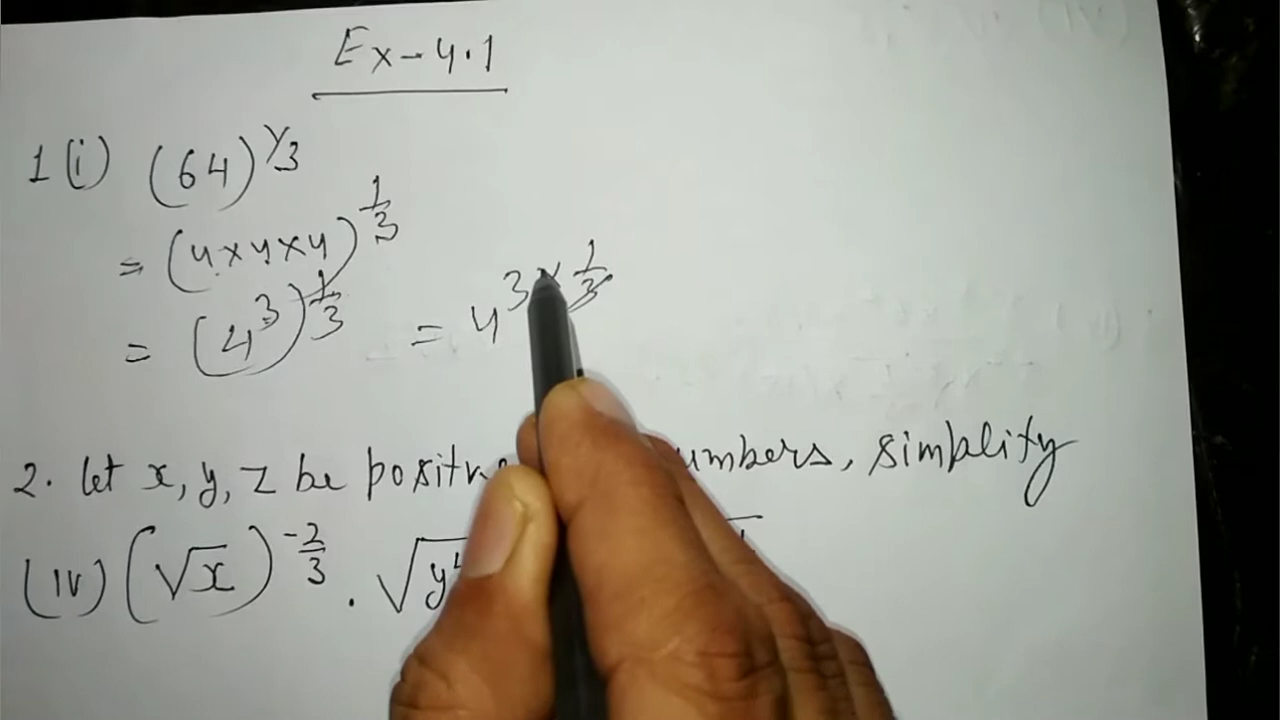 Ex-4.1
1(i) (64)^1/3
= (4×4×4)^1/3
= (4^3)^1/3 = 4^3×1/3
2. let x, y, z be umbers, simplify
(iv) (√x)^-2/3 . √y